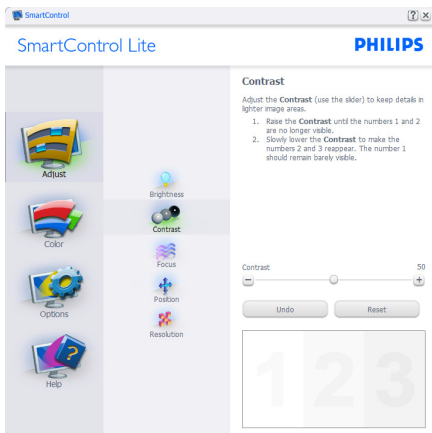 SmartControl
SmartControl Lite
PHILIPS
Adjust
Color
Options
Help
Brightness
Contrast
Focus
Position
Resolution
Contrast
Adjust the Contrast (use the slider) to keep details in
lighter image areas.
1. Raise the Contrast until the numbers 1 and 2
are no longer visible.
2. Slowly lower the Contrast to make the
numbers 2 and 3 reappear. The number 1
should remain barely visible.
Contrast 50
Undo Reset
1 2 3